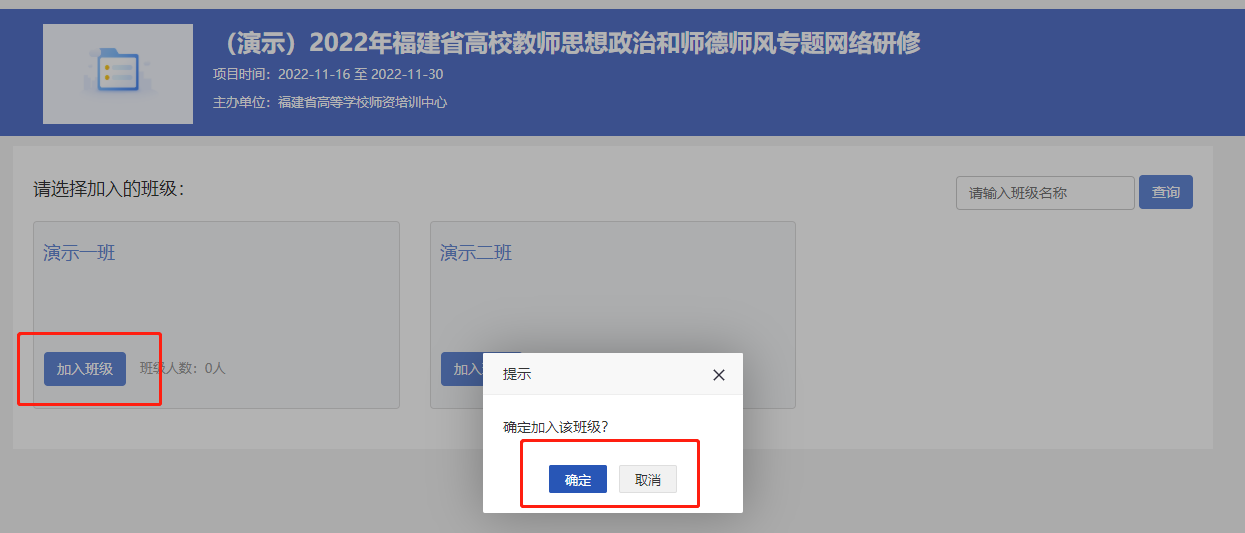 （演示）2022年福建省高校教师思想政治和师德师风专题网络研修
项目时间：2022-11-16 至 2022-11-30
主办单位：福建省高等学校师资培训中心
请选择加入的班级：
请输入班级名称
查询
演示一班
演示二班
加入班级
班级人数：0人
加入
提示
确定加入该班级？
确定
取消